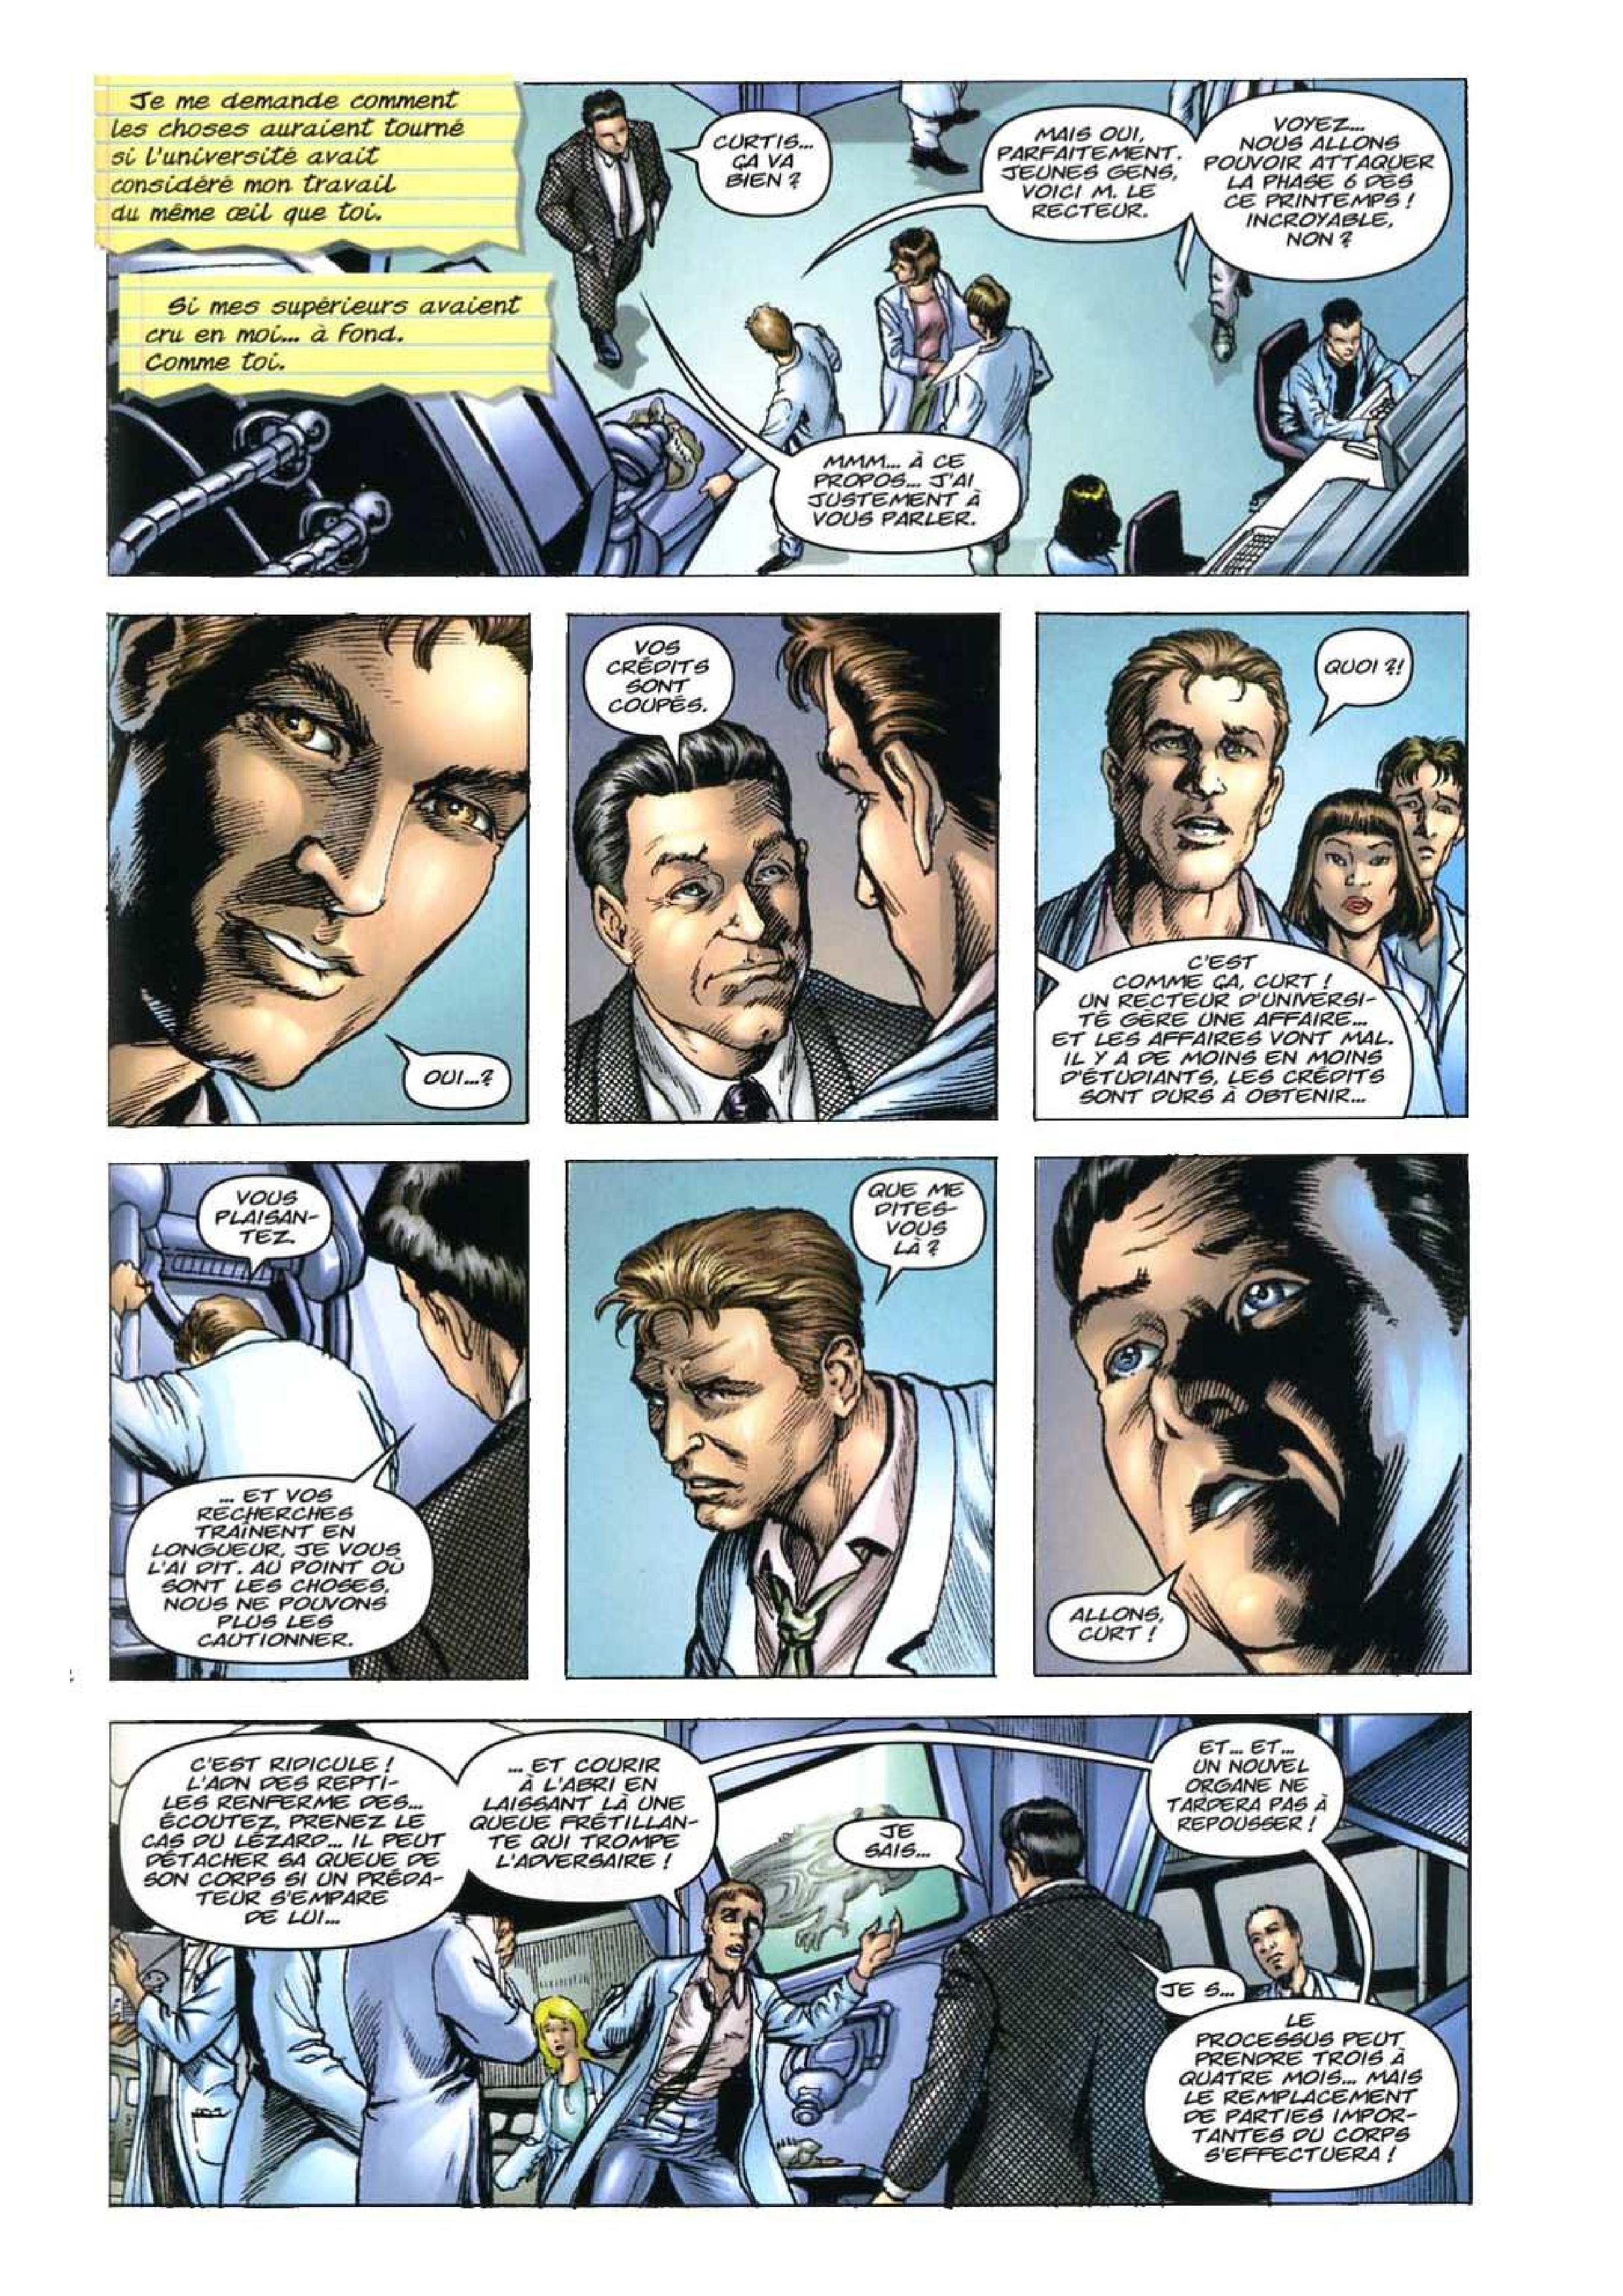 Je me demande comment
les choses auraient tourné
si l'université avait
considéré mon travail
du même œil que toi.
Si mes supérieurs avaient
cru en moi... à fond.
Comme toi.
CURTIS...
ÇA VA
BIEN ?
MAIS OUI,
PARFAITEMENT.
JEUNES GENS,
VOICI M. LE
RECTEUR.
VOYEZ...
NOUS ALLONS
POUVOIR ATTAQUER
LA PHASE 6 DÈS
CE PRINTEMPS !
INCROYABLE,
NON ?
MMM... À CE
PROPOS... J'AI
JUSTEMENT À
VOUS PARLER.
OUI...?
VOS
CRÉDITS
SONT
COUPÉS.
QUOI ?!
C'EST
COMME ÇA, CURT !
UN RECTEUR D'UNIVERSI-
TÉ GÈRE UNE AFFAIRE...
ET LES AFFAIRES VONT MAL.
IL Y A DE MOINS EN MOINS
D'ÉTUDIANTS, LES CRÉDITS
SONT DURS À OBTENIR...
VOUS
PLAISAN-
TEZ.
... ET VOS
RECHERCHES
TRAÎNENT EN
LONGUEUR, JE VOUS
L'AI DIT. AU POINT OÙ
SONT LES CHOSES,
NOUS NE POUVONS
PLUS LES
CAUTIONNER.
QUE ME
DITES-
VOUS
LÀ ?
ALLONS,
CURT !
C'EST RIDICULE !
L'ADN DES REPTI-
LES RENFERME DES...
ÉCOUTEZ, PRENEZ LE
CAS DU LÉZARD... IL PEUT
DÉTACHER SA QUEUE DE
SON CORPS SI UN PRÉDA-
TEUR S'EMPARE
DE LUI...
... ET COURIR
À L'ABRI EN
LAISSANT LÀ UNE
QUEUE FRÉTILLAN-
TE QUI TROMPE
L'ADVERSAIRE !
JE
SAIS...
ET... ET...
UN NOUVEL
ORGANE NE
TARDERA PAS À
REPOUSSER !
JE S...
LE
PROCESSUS PEUT
PRENDRE TROIS À
QUATRE MOIS... MAIS
LE REMPLACEMENT
DE PARTIES IMPOR-
TANTES DU CORPS
S'EFFECTUERA !